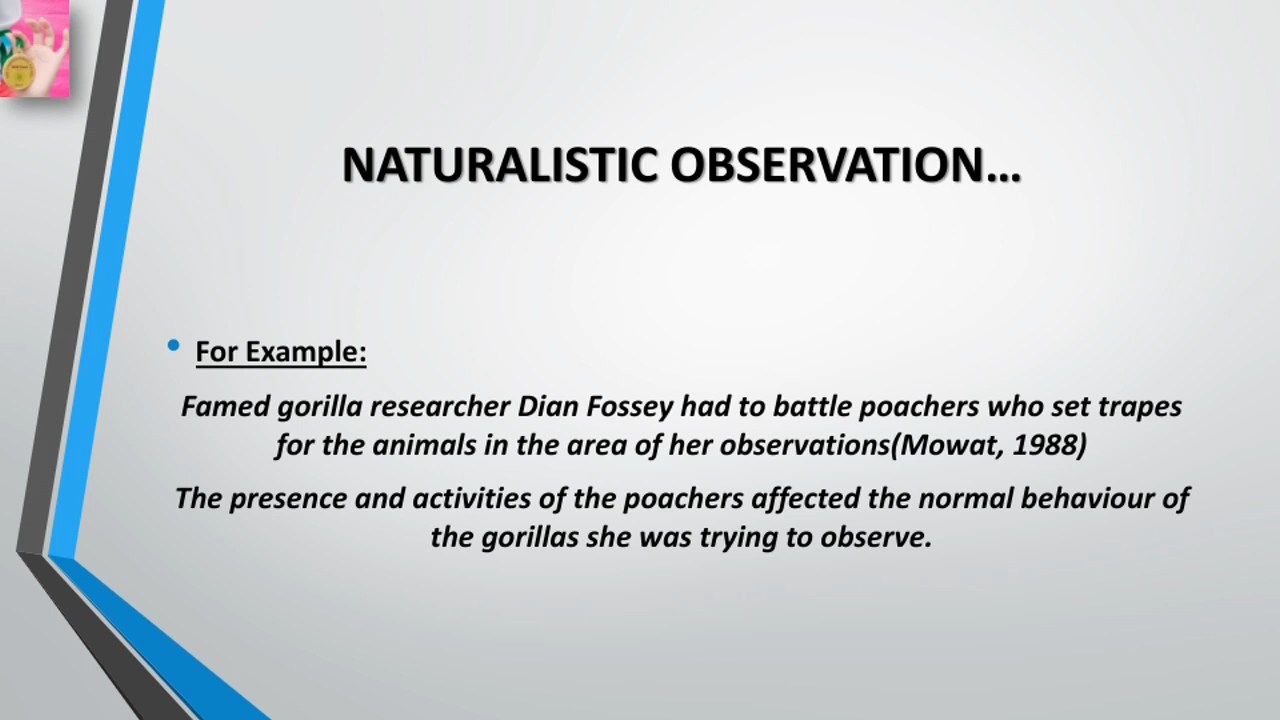 NATURALISTIC OBSERVATION...
• For Example:
Famed gorilla researcher Dian Fossey had to battle poachers who set trapes
for the animals in the area of her observations(Mowat, 1988)
The presence and activities of the poachers affected the normal behaviour of
the gorillas she was trying to observe.